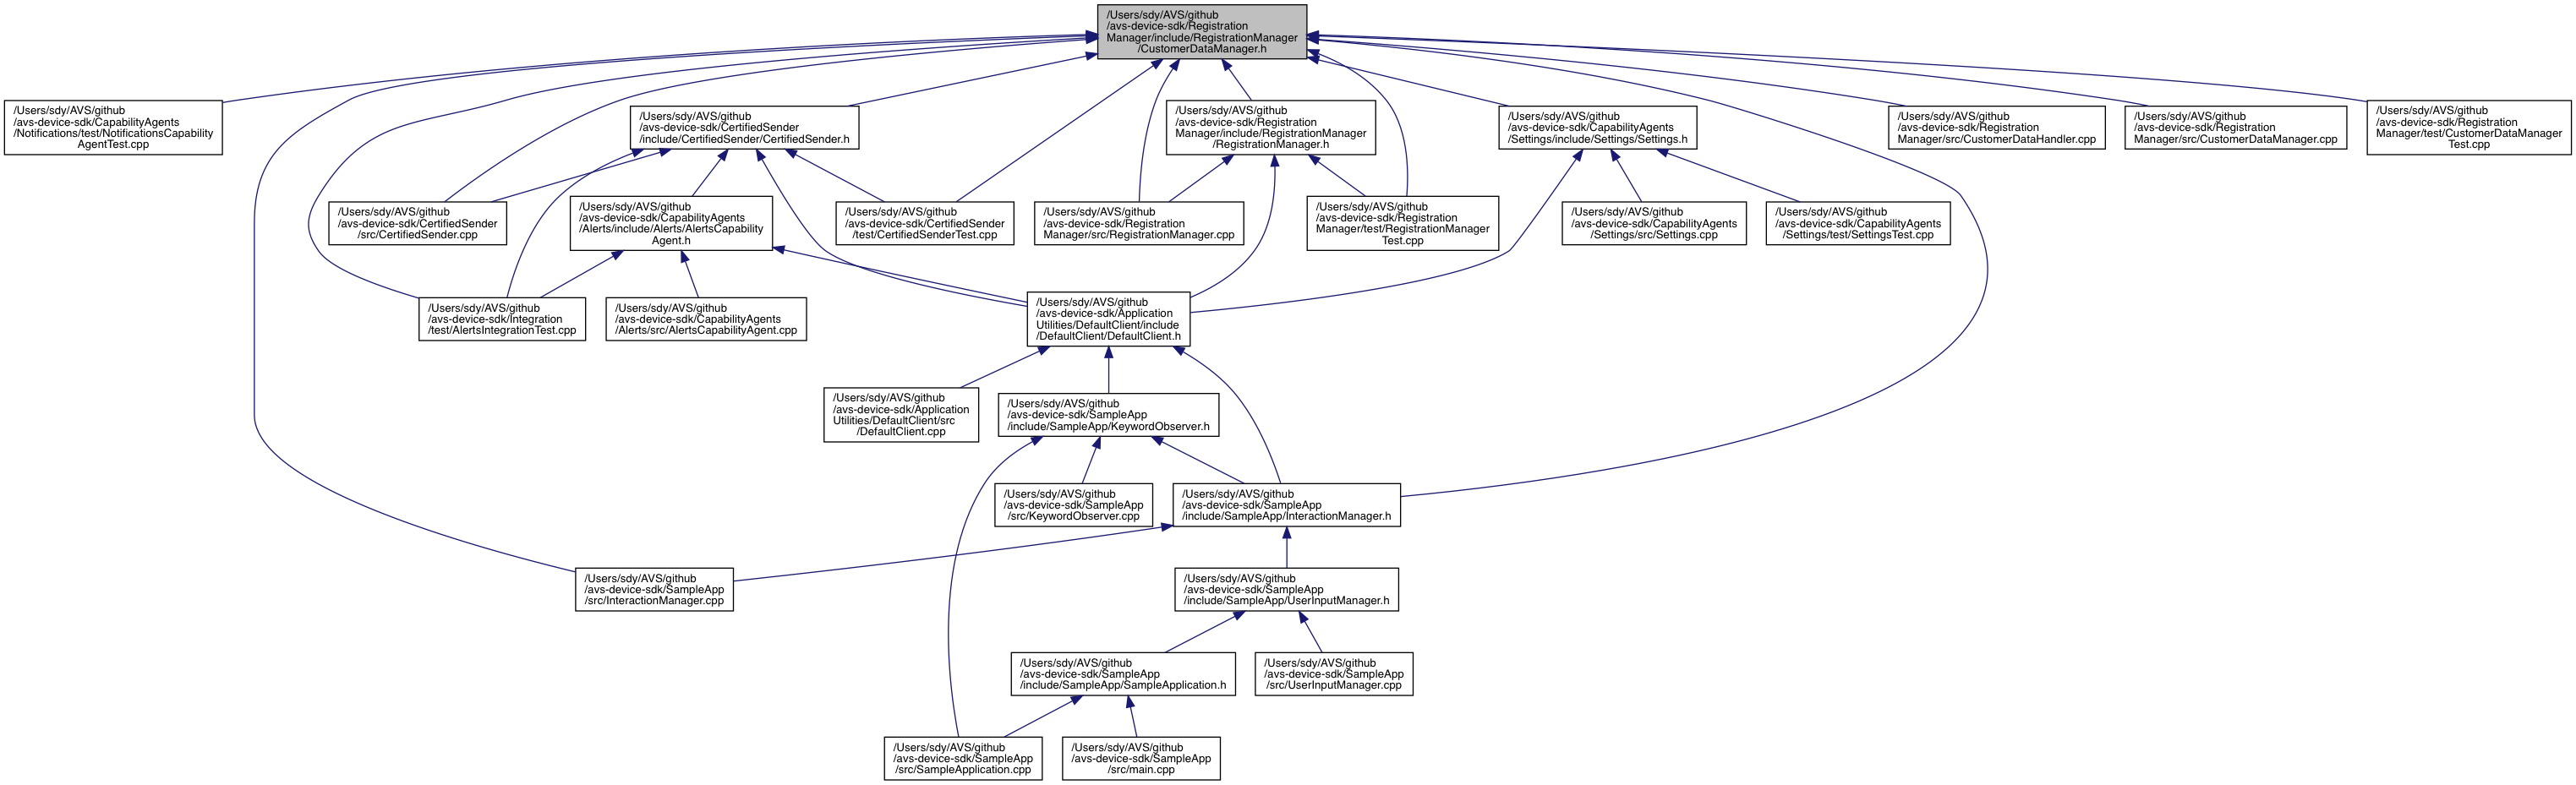 /Users/sdy/AVS/github
/avs-device-sdk/Registration
Manager/include/RegistrationManager
/CustomerDataManager.h
/Users/sdy/AVS/github
/avs-device-sdk/CapabilityAgents
/Notifications/test/NotificationsCapability
AgentTest.cpp
/Users/sdy/AVS/github
/avs-device-sdk/CertifiedSender
/include/CertifiedSender/CertifiedSender.h
/Users/sdy/AVS/github
/avs-device-sdk/Registration
Manager/include/RegistrationManager
/RegistrationManager.h
/Users/sdy/AVS/github
/avs-device-sdk/CapabilityAgents
/Settings/include/Settings/Settings.h
/Users/sdy/AVS/github
/avs-device-sdk/Registration
Manager/src/CustomerDataHandler.cpp
/Users/sdy/AVS/github
/avs-device-sdk/Registration
Manager/src/CustomerDataManager.cpp
/Users/sdy/AVS/github
/avs-device-sdk/Registration
Manager/test/CustomerDataManager
Test.cpp
/Users/sdy/AVS/github
/avs-device-sdk/CertifiedSender
/src/CertifiedSender.cpp
/Users/sdy/AVS/github
/avs-device-sdk/CapabilityAgents
/Alerts/include/Alerts/AlertsCapability
Agent.h
/Users/sdy/AVS/github
/avs-device-sdk/CertifiedSender
/test/CertifiedSenderTest.cpp
/Users/sdy/AVS/github
/avs-device-sdk/Registration
Manager/src/RegistrationManager.cpp
/Users/sdy/AVS/github
/avs-device-sdk/Registration
Manager/test/RegistrationManager
Test.cpp
/Users/sdy/AVS/github
/avs-device-sdk/CapabilityAgents
/Settings/src/Settings.cpp
/Users/sdy/AVS/github
/avs-device-sdk/CapabilityAgents
/Settings/test/SettingsTest.cpp
/Users/sdy/AVS/github
/avs-device-sdk/Integration
/test/AlertsIntegrationTest.cpp
/Users/sdy/AVS/github
/avs-device-sdk/CapabilityAgents
/Alerts/src/AlertsCapabilityAgent.cpp
/Users/sdy/AVS/github
/avs-device-sdk/Application
Utilities/DefaultClient/include
/DefaultClient/DefaultClient.h
/Users/sdy/AVS/github
/avs-device-sdk/Application
Utilities/DefaultClient/src
/DefaultClient.cpp
/Users/sdy/AVS/github
/avs-device-sdk/SampleApp
/include/SampleApp/KeywordObserver.h
/Users/sdy/AVS/github
/avs-device-sdk/SampleApp
/src/KeywordObserver.cpp
/Users/sdy/AVS/github
/avs-device-sdk/SampleApp
/include/SampleApp/InteractionManager.h
/Users/sdy/AVS/github
/avs-device-sdk/SampleApp
/src/InteractionManager.cpp
/Users/sdy/AVS/github
/avs-device-sdk/SampleApp
/include/SampleApp/UserInputManager.h
/Users/sdy/AVS/github
/avs-device-sdk/SampleApp
/include/SampleApp/SampleApplication.h
/Users/sdy/AVS/github
/avs-device-sdk/SampleApp
/src/UserInputManager.cpp
/Users/sdy/AVS/github
/avs-device-sdk/SampleApp
/src/SampleApplication.cpp
/Users/sdy/AVS/github
/avs-device-sdk/SampleApp
/src/main.cpp